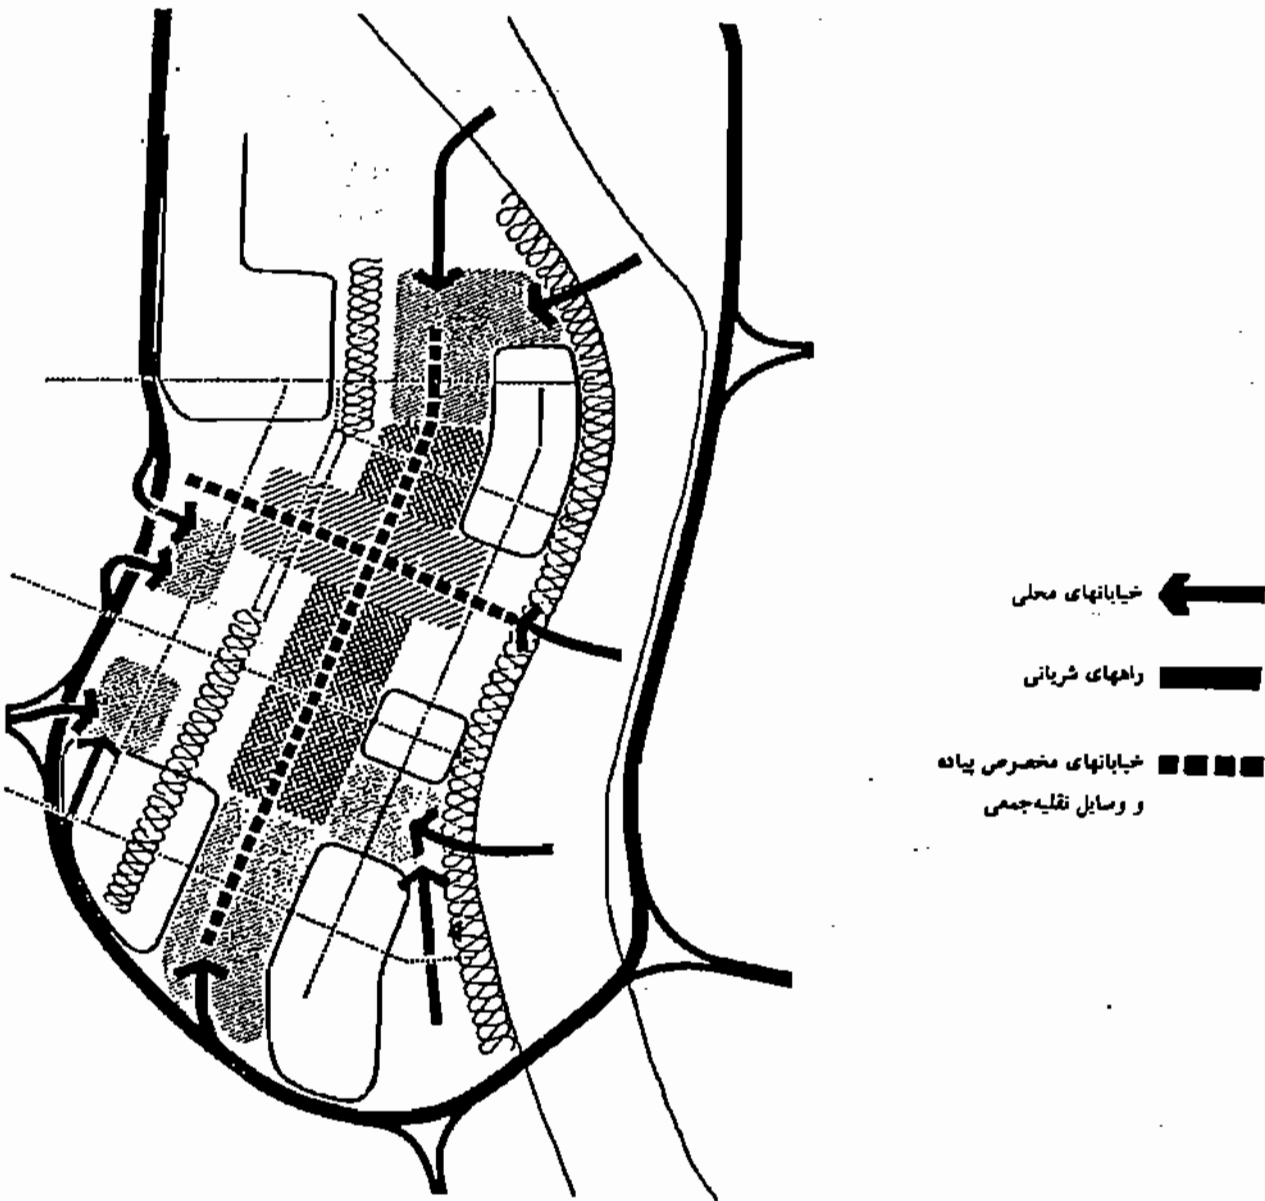 خیابانهای محلی
راههای شریانی
خیابانهای مخصوص پیاده
و وسایل نقلیه‌جمعی